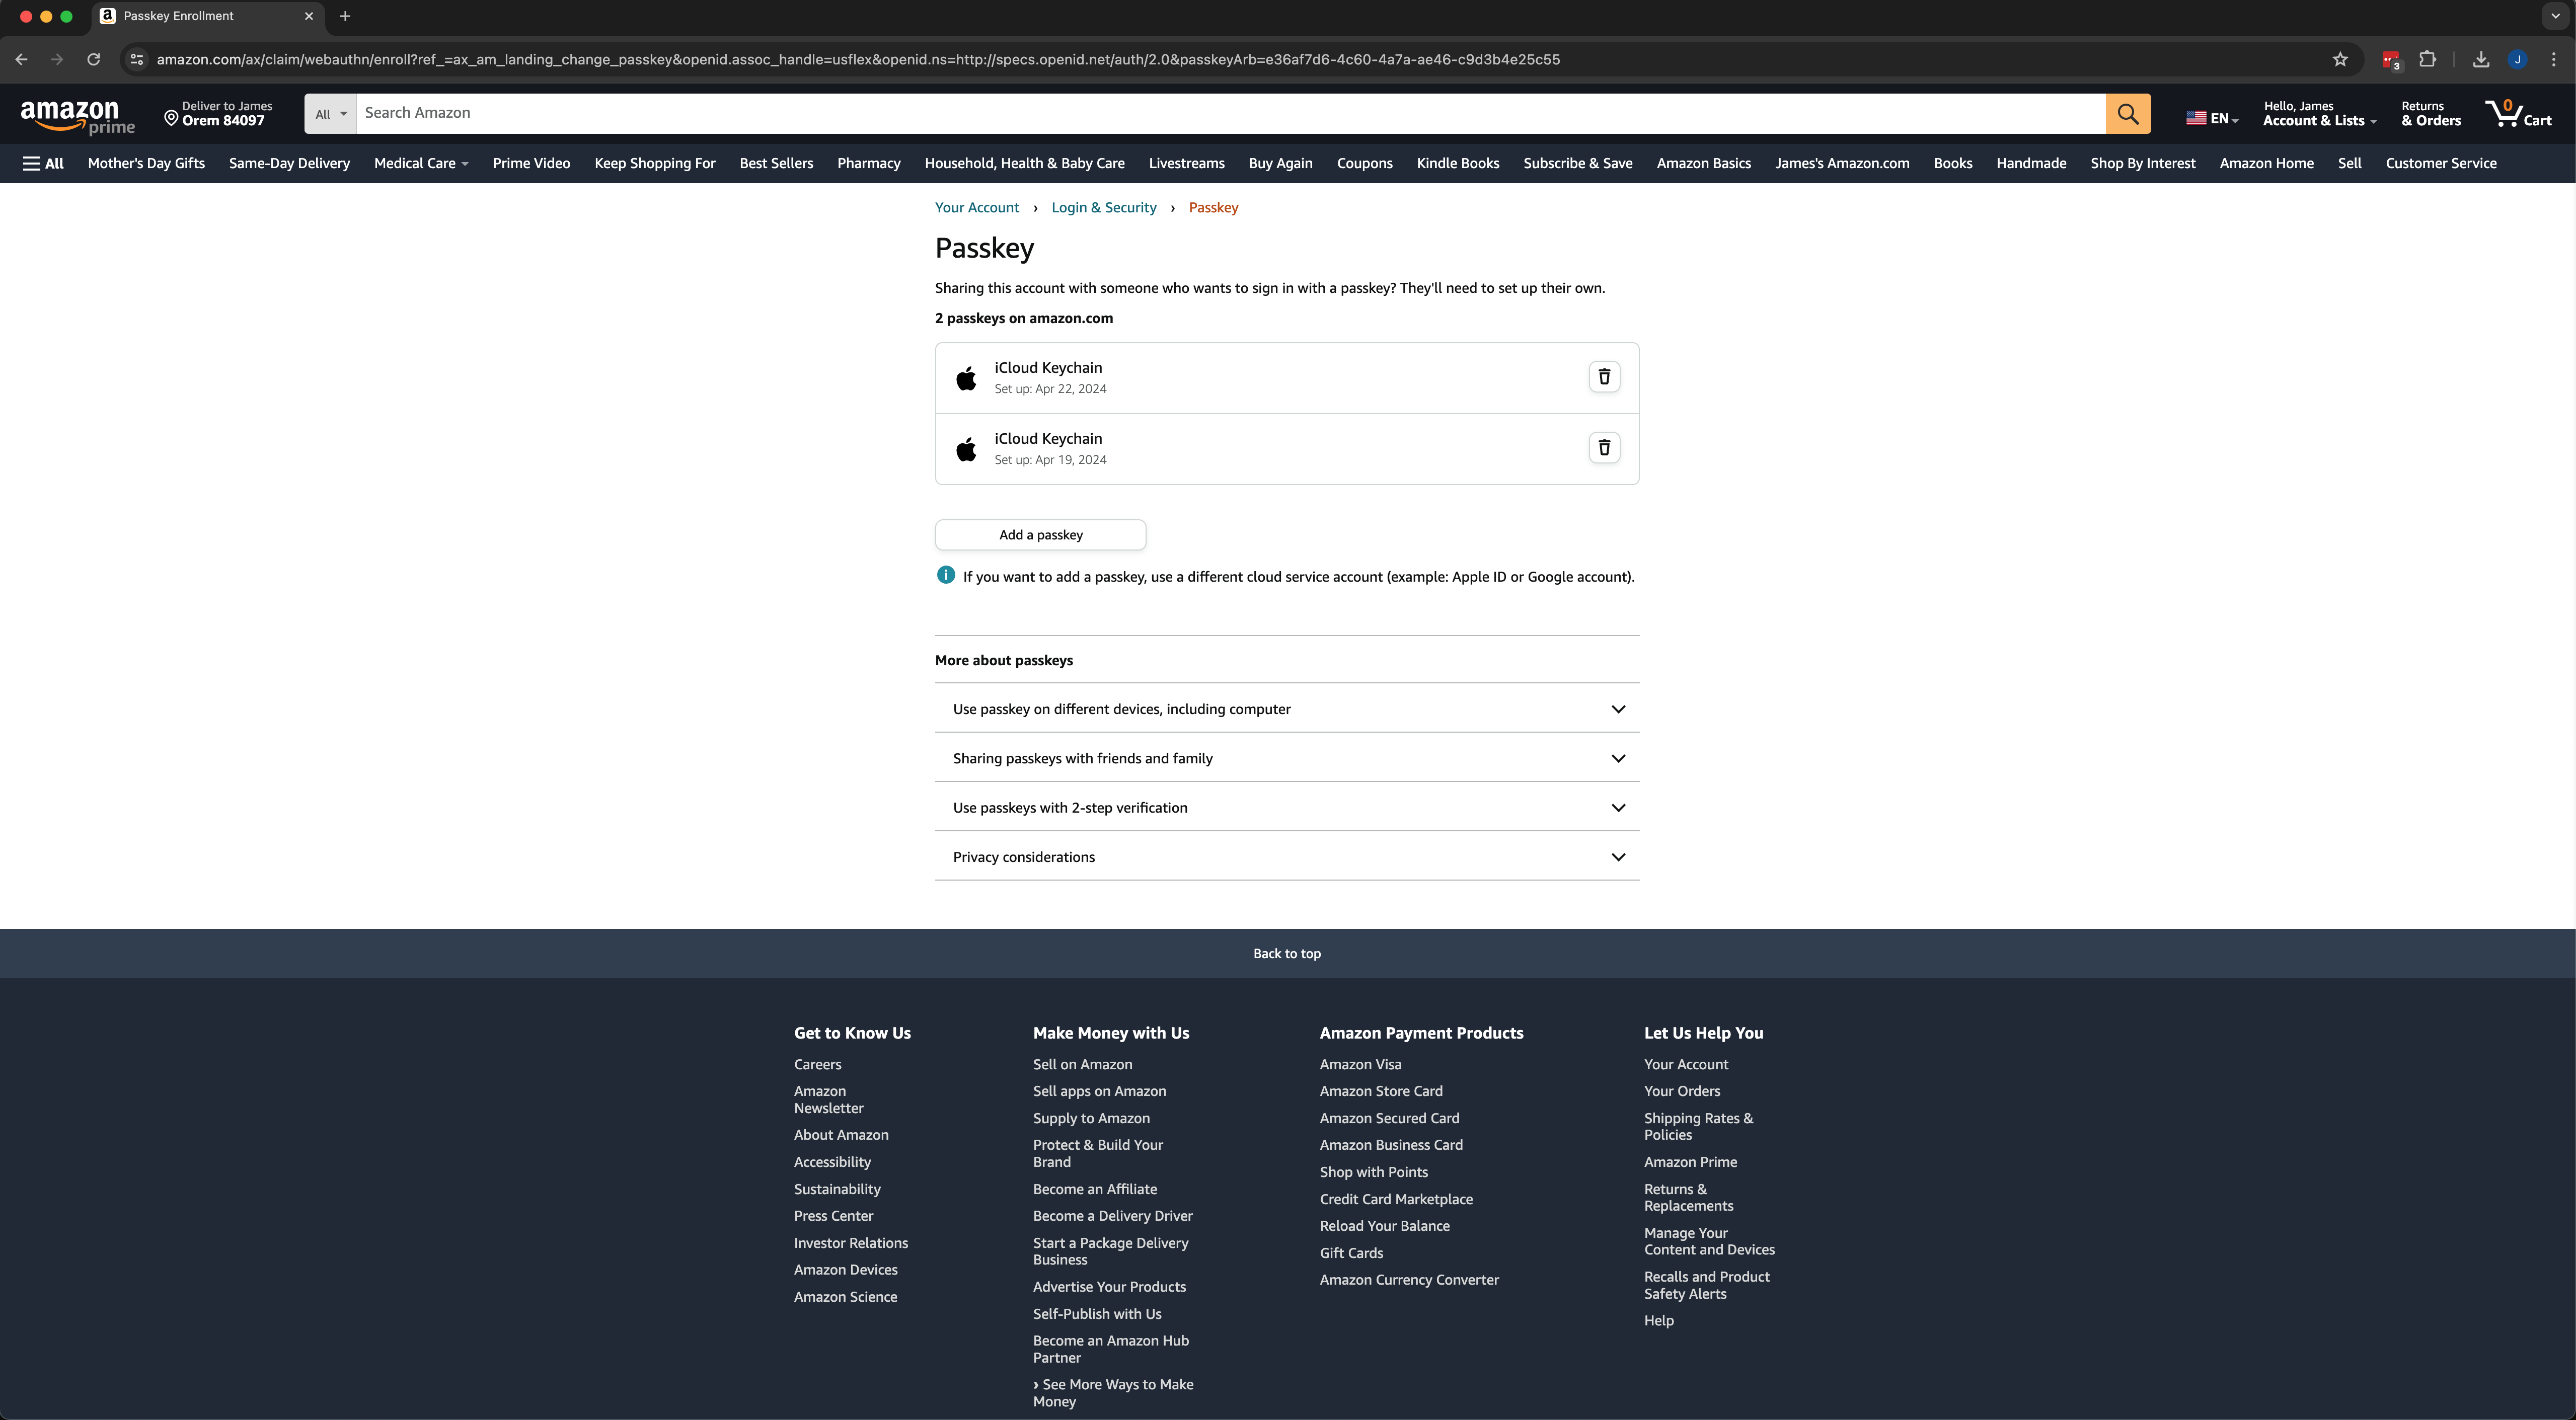 Passkey Enrollment
amazon.com/ax/claim/webauthn/enroll?ref_=ax_am_landing_change_passkey&openid.assoc_handle=usflex&openid.ns=http://specs.openid.net/auth/2.0&passkeyArb=e36af7d6-4c60-4a7a-ae46-c9d3b4e25c55
3
J
amazon prime
Deliver to James
Orem 84097
All
Search Amazon
EN
Hello, James
Account & Lists
Returns
& Orders
0
Cart
All
Mother's Day Gifts
Same-Day Delivery
Medical Care
Prime Video
Keep Shopping For
Best Sellers
Pharmacy
Household, Health & Baby Care
Livestreams
Buy Again
Coupons
Kindle Books
Subscribe & Save
Amazon Basics
James's Amazon.com
Books
Handmade
Shop By Interest
Amazon Home
Sell
Customer Service
Your Account › Login & Security › Passkey
Passkey
Sharing this account with someone who wants to sign in with a passkey? They'll need to set up their own.
2 passkeys on amazon.com
iCloud Keychain
Set up: Apr 22, 2024
iCloud Keychain
Set up: Apr 19, 2024
Add a passkey
i If you want to add a passkey, use a different cloud service account (example: Apple ID or Google account).
More about passkeys
Use passkey on different devices, including computer
Sharing passkeys with friends and family
Use passkeys with 2-step verification
Privacy considerations
Back to top
Get to Know Us
Careers
Amazon
Newsletter
About Amazon
Accessibility
Sustainability
Press Center
Investor Relations
Amazon Devices
Amazon Science
Make Money with Us
Sell on Amazon
Sell apps on Amazon
Supply to Amazon
Protect & Build Your
Brand
Become an Affiliate
Become a Delivery Driver
Start a Package Delivery
Business
Advertise Your Products
Self-Publish with Us
Become an Amazon Hub
Partner
› See More Ways to Make
Money
Amazon Payment Products
Amazon Visa
Amazon Store Card
Amazon Secured Card
Amazon Business Card
Shop with Points
Credit Card Marketplace
Reload Your Balance
Gift Cards
Amazon Currency Converter
Let Us Help You
Your Account
Your Orders
Shipping Rates &
Policies
Amazon Prime
Returns &
Replacements
Manage Your
Content and Devices
Recalls and Product
Safety Alerts
Help